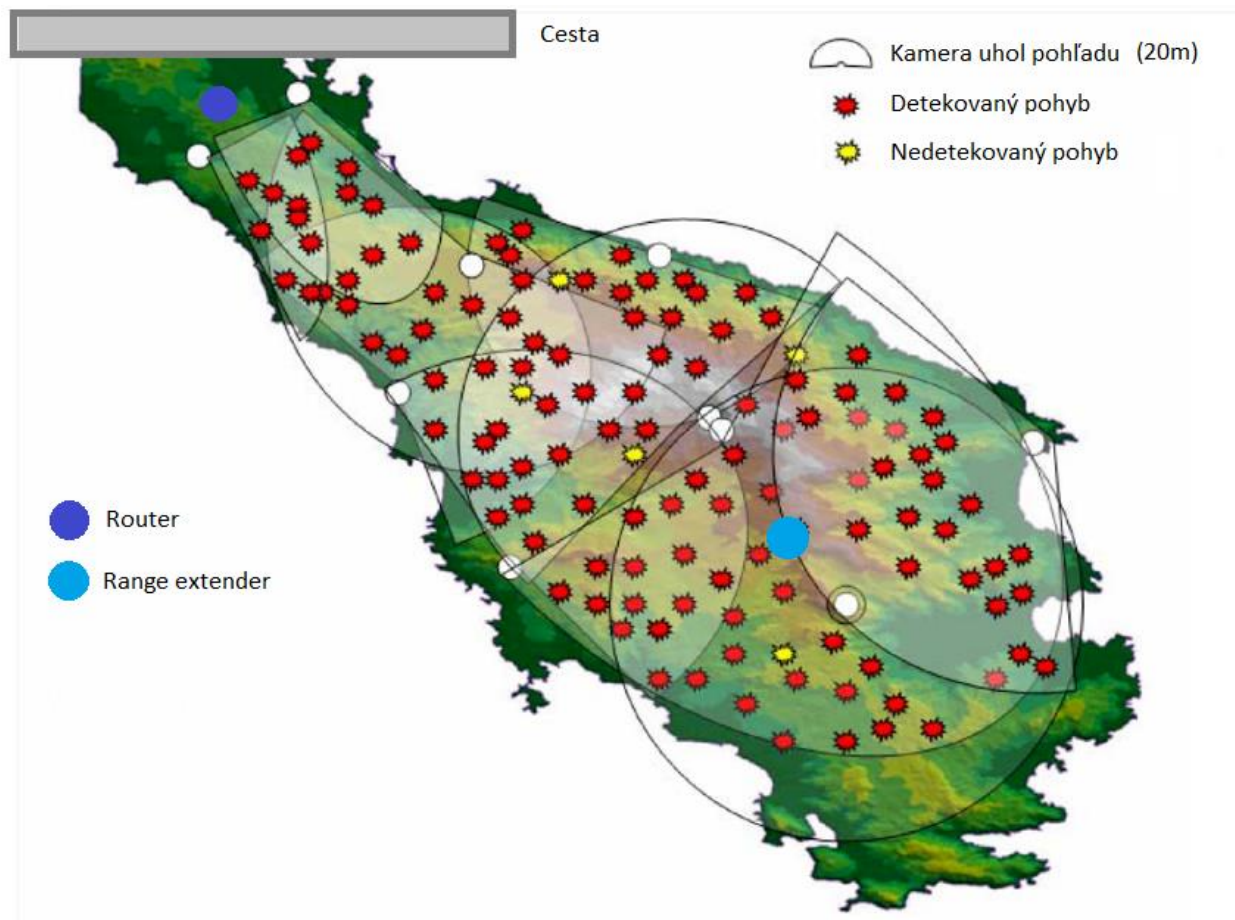 Cesta
Kamera uhol pohľadu (20m)
Detekovaný pohyb
Nedetekovaný pohyb
Router
Range extender